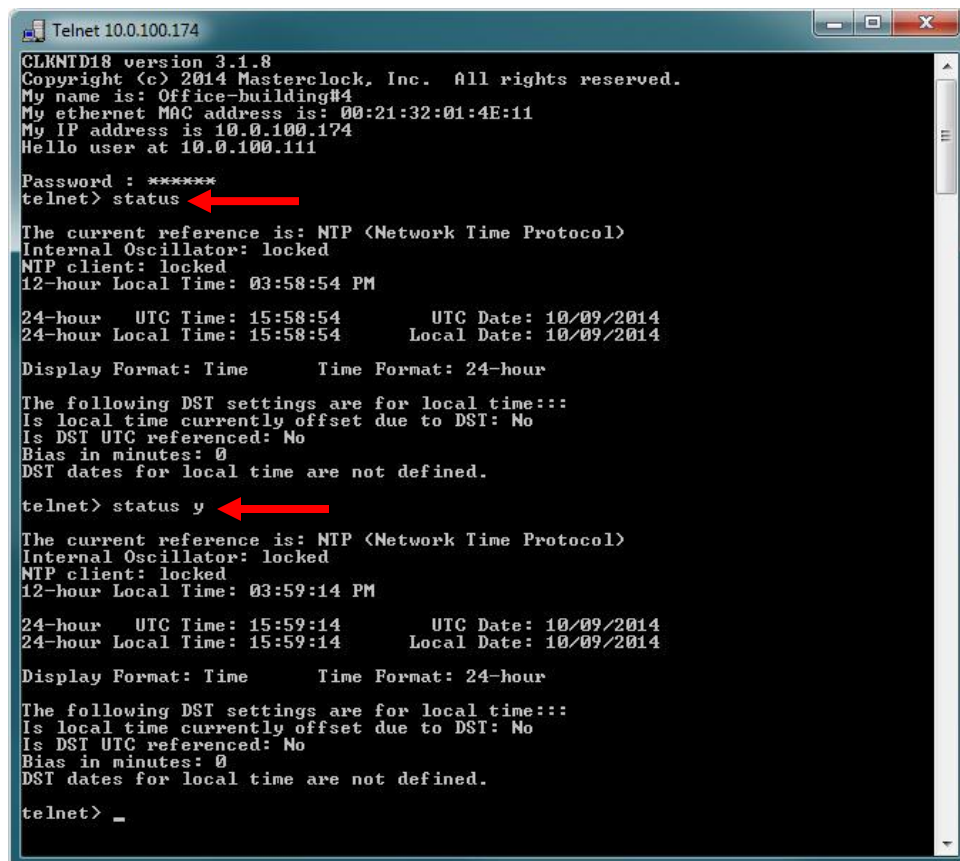 Telnet 10.0.100.174
CLKNTD18 version 3.1.8
Copyright (c) 2014 Masterclock, Inc.  All rights reserved.
My name is: Office-building#4
My ethernet MAC address is: 00:21:32:01:4E:11
My IP address is 10.0.100.174
Hello user at 10.0.100.111
Password : ******
telnet> status
The current reference is: NTP (Network Time Protocol)
Internal Oscillator: locked
NTP client: locked
12-hour Local Time: 03:58:54 PM
24-hour   UTC Time: 15:58:54        UTC Date: 10/09/2014
24-hour Local Time: 15:58:54      Local Date: 10/09/2014
Display Format: Time      Time Format: 24-hour
The following DST settings are for local time:::
Is local time currently offset due to DST: No
Is DST UTC referenced: No
Bias in minutes: 0
DST dates for local time are not defined.
telnet> status y
The current reference is: NTP (Network Time Protocol)
Internal Oscillator: locked
NTP client: locked
12-hour Local Time: 03:59:14 PM
24-hour   UTC Time: 15:59:14        UTC Date: 10/09/2014
24-hour Local Time: 15:59:14      Local Date: 10/09/2014
Display Format: Time      Time Format: 24-hour
The following DST settings are for local time:::
Is local time currently offset due to DST: No
Is DST UTC referenced: No
Bias in minutes: 0
DST dates for local time are not defined.
telnet> _